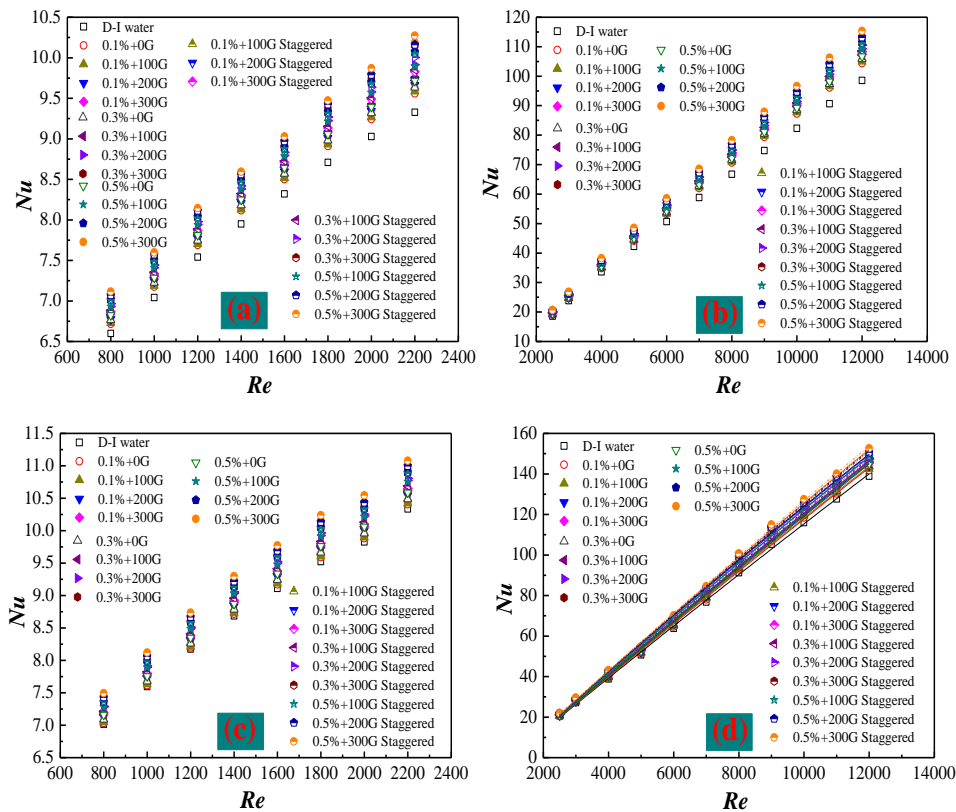 D-I water
0.1%+0G
0.1%+100G
0.1%+200G
0.1%+300G
0.3%+0G
0.3%+100G
0.3%+200G
0.3%+300G
0.5%+0G
0.5%+100G
0.5%+200G
0.5%+300G
0.1%+100G Staggered
0.1%+200G Staggered
0.1%+300G Staggered
0.3%+100G Staggered
0.3%+200G Staggered
0.3%+300G Staggered
0.5%+100G Staggered
0.5%+200G Staggered
0.5%+300G Staggered
(a)
Nu
10.5
10.0
9.5
9.0
8.5
8.0
7.5
7.0
6.5
600 800 1000 1200 1400 1600 1800 2000 2200 2400
Re
D-I water
0.1%+0G
0.1%+100G
0.1%+200G
0.1%+300G
0.3%+0G
0.3%+100G
0.3%+200G
0.3%+300G
0.5%+0G
0.5%+100G
0.5%+200G
0.5%+300G
0.1%+100G Staggered
0.1%+200G Staggered
0.1%+300G Staggered
0.3%+100G Staggered
0.3%+200G Staggered
0.3%+300G Staggered
0.5%+100G Staggered
0.5%+200G Staggered
0.5%+300G Staggered
(b)
Nu
120
110
100
90
80
70
60
50
40
30
20
10
2000 4000 6000 8000 10000 12000 14000
Re
D-I water
0.1%+0G
0.1%+100G
0.1%+200G
0.1%+300G
0.3%+0G
0.3%+100G
0.3%+200G
0.3%+300G
0.5%+0G
0.5%+100G
0.5%+200G
0.5%+300G
0.1%+100G Staggered
0.1%+200G Staggered
0.1%+300G Staggered
0.3%+100G Staggered
0.3%+200G Staggered
0.3%+300G Staggered
0.5%+100G Staggered
0.5%+200G Staggered
0.5%+300G Staggered
(c)
Nu
11.5
11.0
10.5
10.0
9.5
9.0
8.5
8.0
7.5
7.0
6.5
600 800 1000 1200 1400 1600 1800 2000 2200 2400
Re
D-I water
0.1%+0G
0.1%+100G
0.1%+200G
0.1%+300G
0.3%+0G
0.3%+100G
0.3%+200G
0.3%+300G
0.5%+0G
0.5%+100G
0.5%+200G
0.5%+300G
0.1%+100G Staggered
0.1%+200G Staggered
0.1%+300G Staggered
0.3%+100G Staggered
0.3%+200G Staggered
0.3%+300G Staggered
0.5%+100G Staggered
0.5%+200G Staggered
0.5%+300G Staggered
(d)
Nu
160
140
120
100
80
60
40
20
0
2000 4000 6000 8000 10000 12000 14000
Re